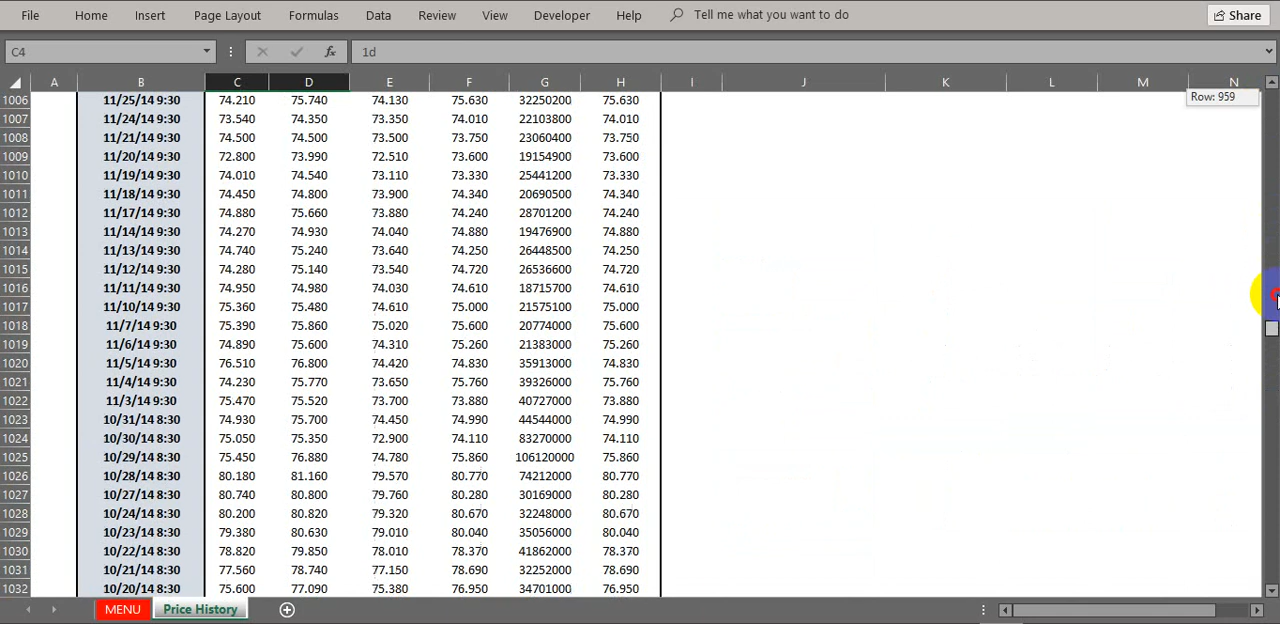 File Home Insert Page Layout Formulas Data Review View Developer Help Tell me what you want to do Share
C4 fx 1d
A B C D E F G H I J K L M N
Row: 959
1006 11/25/14 9:30 74.210 75.740 74.130 75.630 32250200 75.630
1007 11/24/14 9:30 73.540 74.350 73.350 74.010 22103800 74.010
1008 11/21/14 9:30 74.500 74.500 73.500 73.750 23060400 73.750
1009 11/20/14 9:30 72.800 73.990 72.510 73.600 19154900 73.600
1010 11/19/14 9:30 74.010 74.540 73.110 73.330 25441200 73.330
1011 11/18/14 9:30 74.450 74.800 73.900 74.340 20690500 74.340
1012 11/17/14 9:30 74.880 75.660 73.880 74.240 28701200 74.240
1013 11/14/14 9:30 74.270 74.930 74.040 74.880 19476900 74.880
1014 11/13/14 9:30 74.740 75.240 73.640 74.250 26448500 74.250
1015 11/12/14 9:30 74.280 75.140 73.540 74.720 26536600 74.720
1016 11/11/14 9:30 74.950 74.980 74.030 74.610 18715700 74.610
1017 11/10/14 9:30 75.360 75.480 74.610 75.000 21575100 75.000
1018 11/7/14 9:30 75.390 75.860 75.020 75.600 20774000 75.600
1019 11/6/14 9:30 74.890 75.600 74.310 75.260 21383000 75.260
1020 11/5/14 9:30 76.510 76.800 74.420 74.830 35913000 74.830
1021 11/4/14 9:30 74.230 75.770 73.650 75.760 39326000 75.760
1022 11/3/14 9:30 75.470 75.520 73.700 73.880 40727000 73.880
1023 10/31/14 8:30 74.930 75.700 74.450 74.990 44544000 74.990
1024 10/30/14 8:30 75.050 75.350 72.900 74.110 83270000 74.110
1025 10/29/14 8:30 75.450 76.880 74.780 75.860 106120000 75.860
1026 10/28/14 8:30 80.180 81.160 79.570 80.770 74212000 80.770
1027 10/27/14 8:30 80.740 80.800 79.760 80.280 30169000 80.280
1028 10/24/14 8:30 80.200 80.820 79.320 80.670 32248000 80.670
1029 10/23/14 8:30 79.380 80.630 79.010 80.040 35056000 80.040
1030 10/22/14 8:30 78.820 79.850 78.010 78.370 41862000 78.370
1031 10/21/14 8:30 77.560 78.740 77.150 78.690 32252000 78.690
1032 10/20/14 8:30 75.600 77.090 75.380 76.950 34701000 76.950
MENU Price History